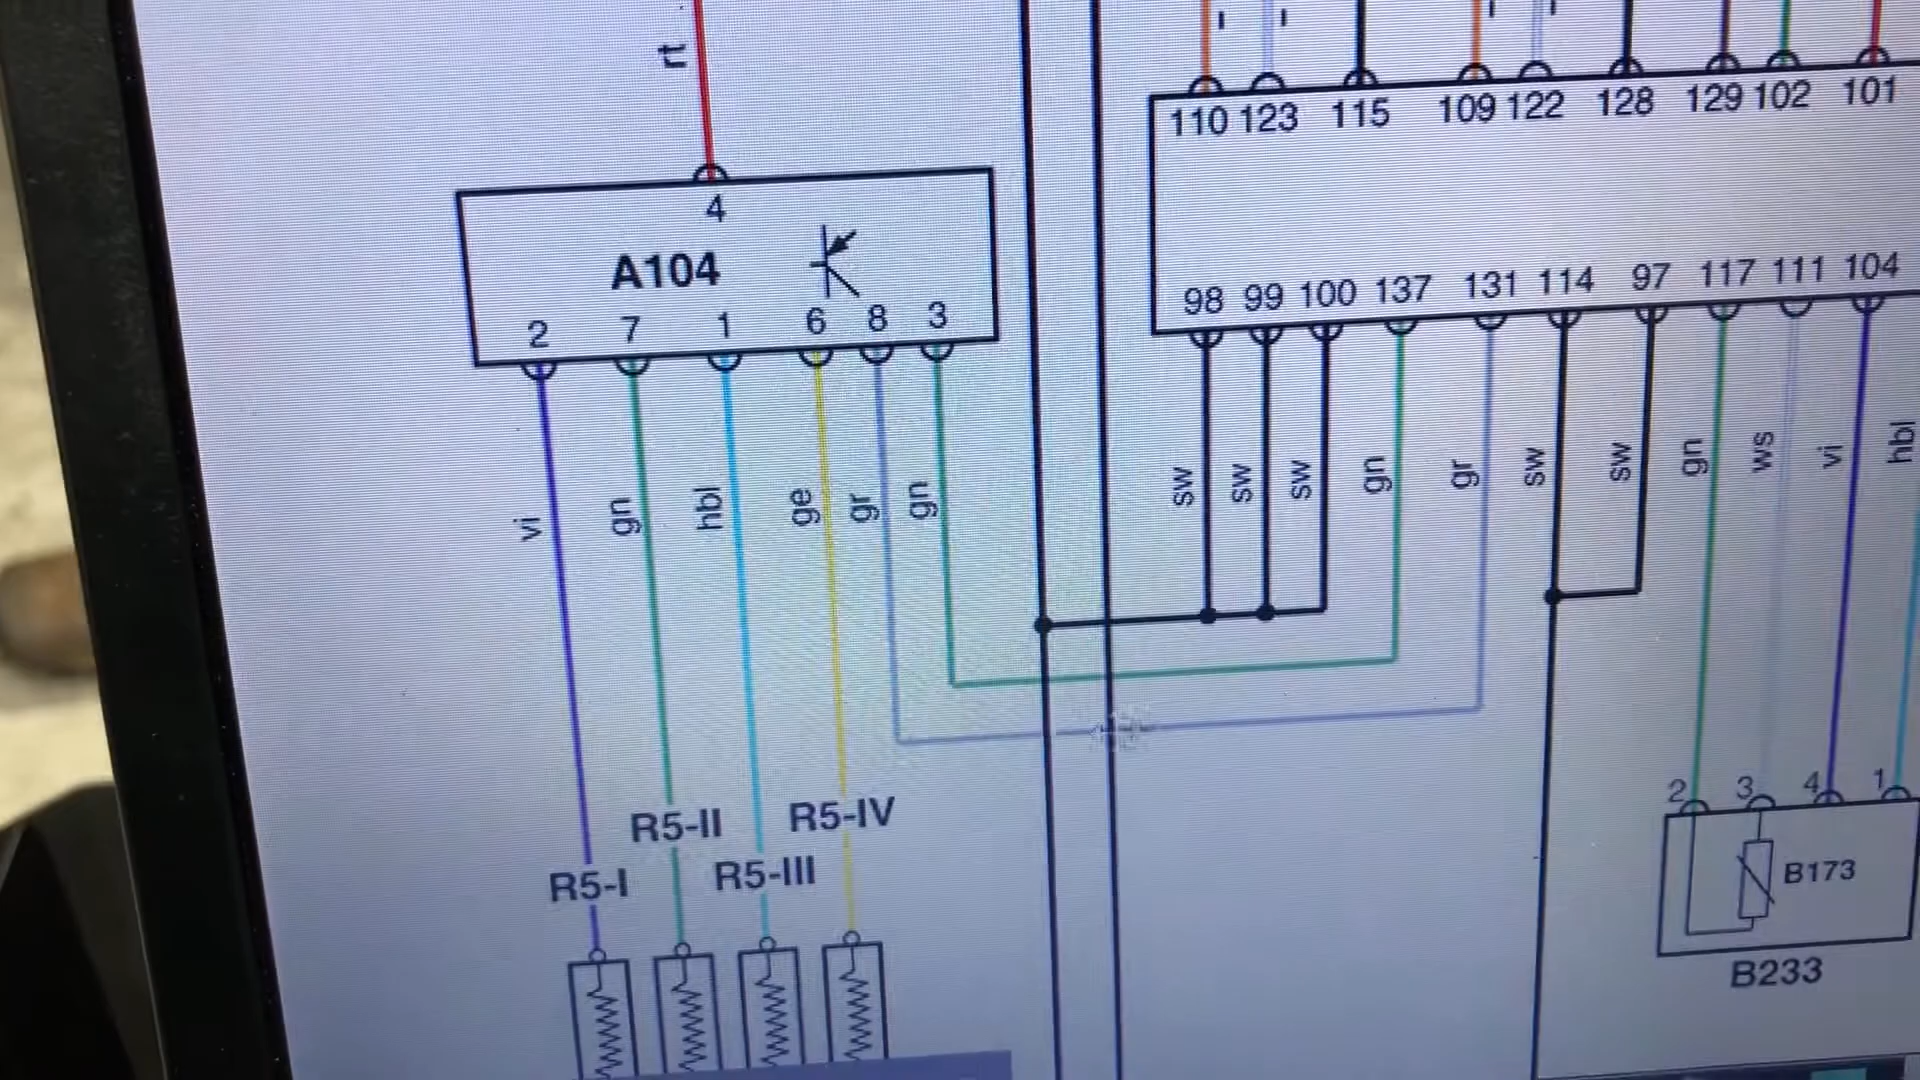 rt
110 123 115 109 122 128 129 102 101
4
A104
2 7 1 6 8 3
98 99 100 137 131 114 97 117 111 104
vi gn hbl ge gr gn
sw sw sw gn gr sw sw gn ws vi hbl
R5-II R5-IV
R5-I R5-III
2 3 4 1
B173
B233